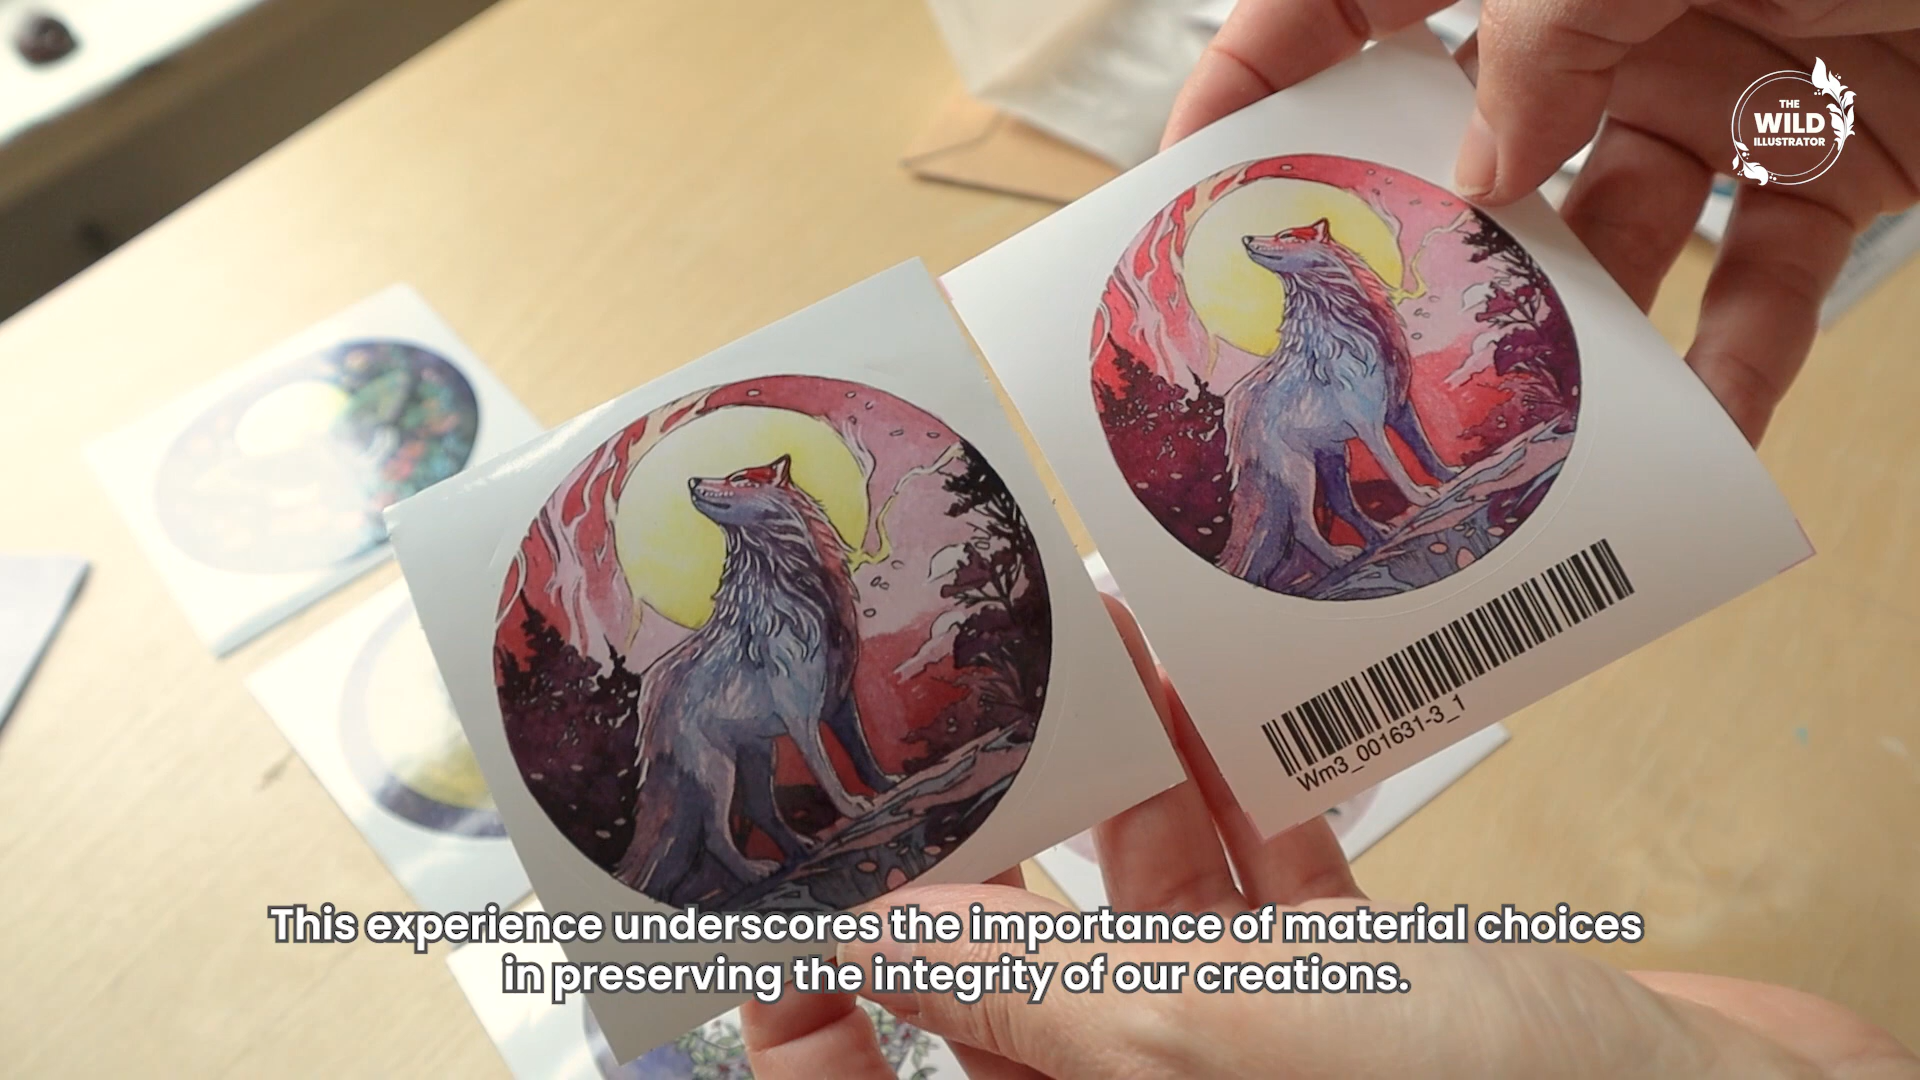 THE
WILD
ILLUSTRATOR
Wm3_001631-3_1
This experience underscores the importance of material choices
in preserving the integrity of our creations.